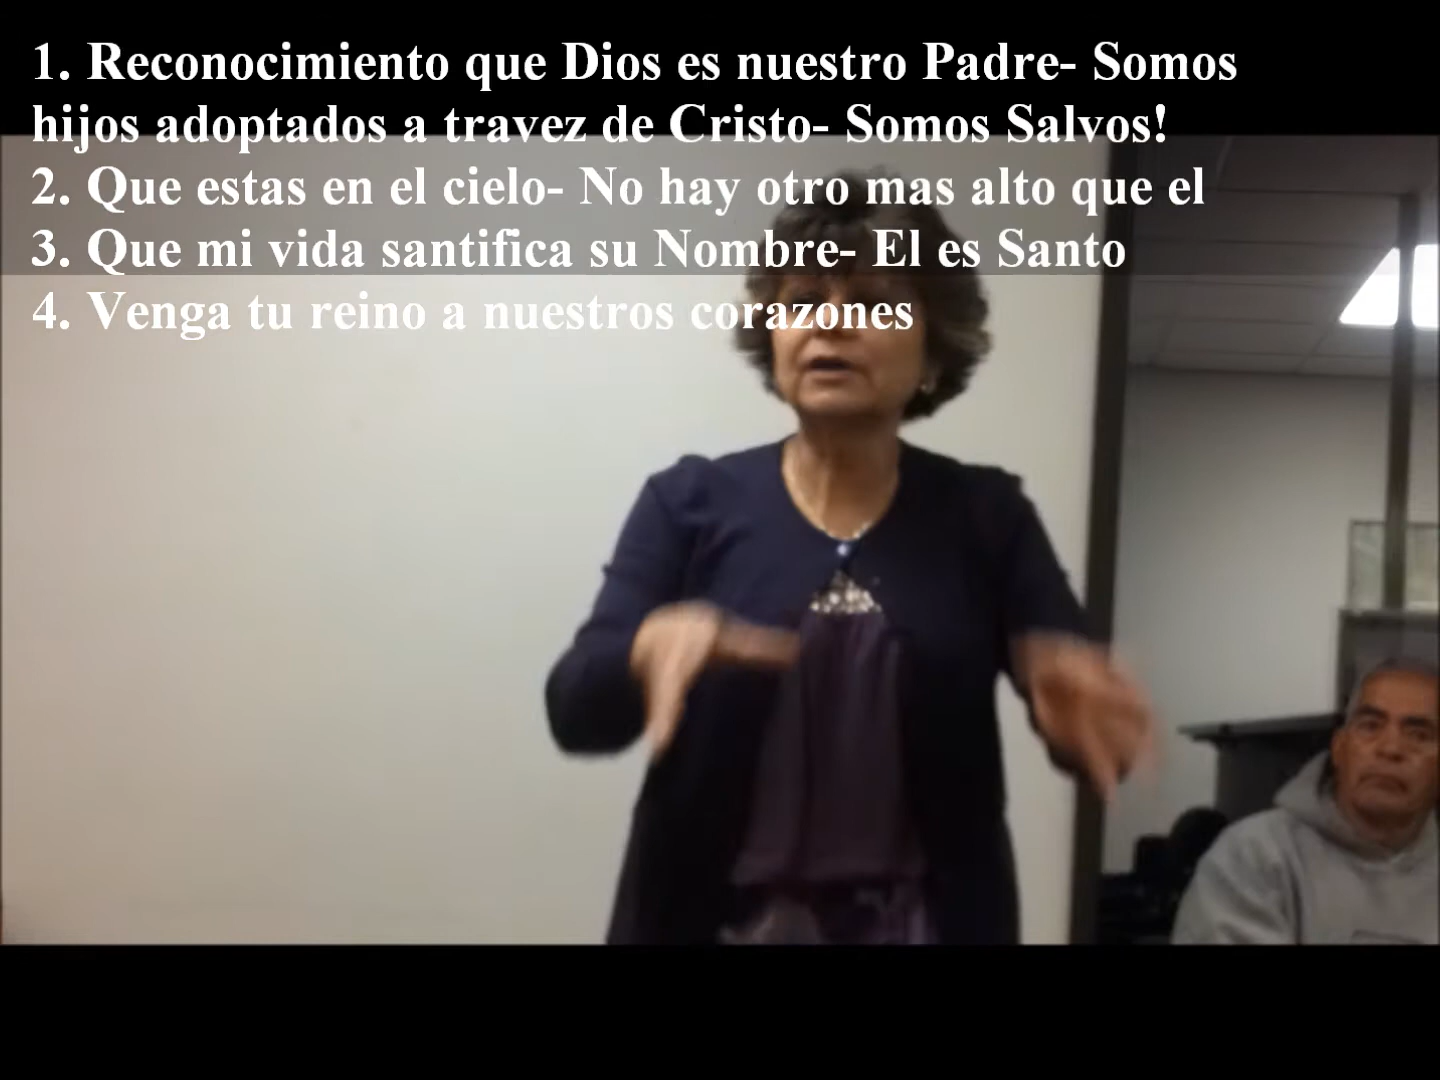 1. Reconocimiento que Dios es nuestro Padre- Somos
hijos adoptados a travez de Cristo- Somos Salvos!
2. Que estas en el cielo- No hay otro mas alto que el
3. Que mi vida santifica su Nombre- El es Santo
4. Venga tu reino a nuestros corazones